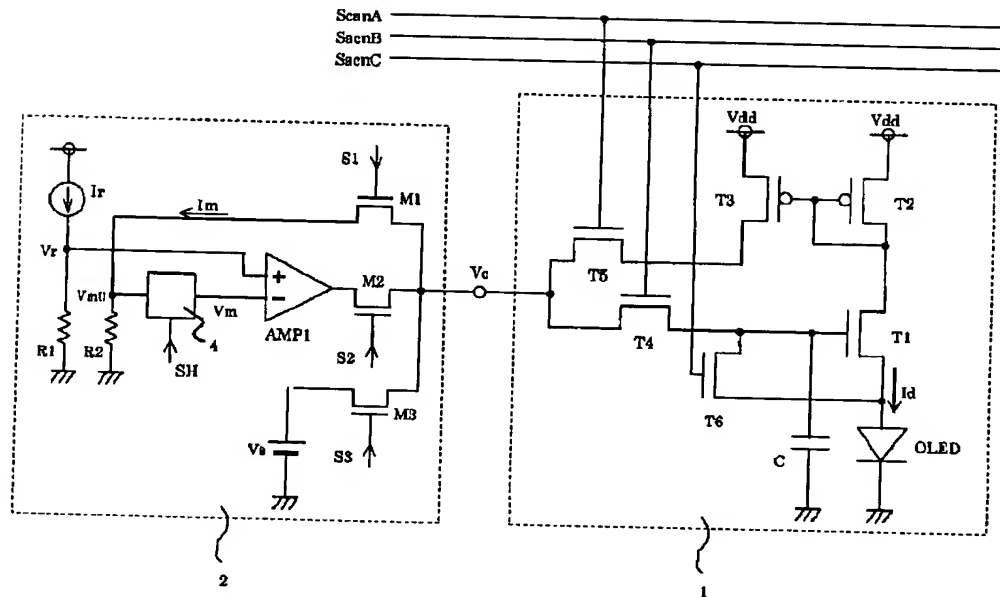 ScanA
SacnB
SacnC
Vdd
Vdd
S1
Ir
Im
M1
T3
T2
Vr
T5
Vm0
M2
Vc
Vm
AMP1
T4
T1
R1
R2
4
SH
S2
T6
Id
M3
Vs
S3
C
OLED
2
1